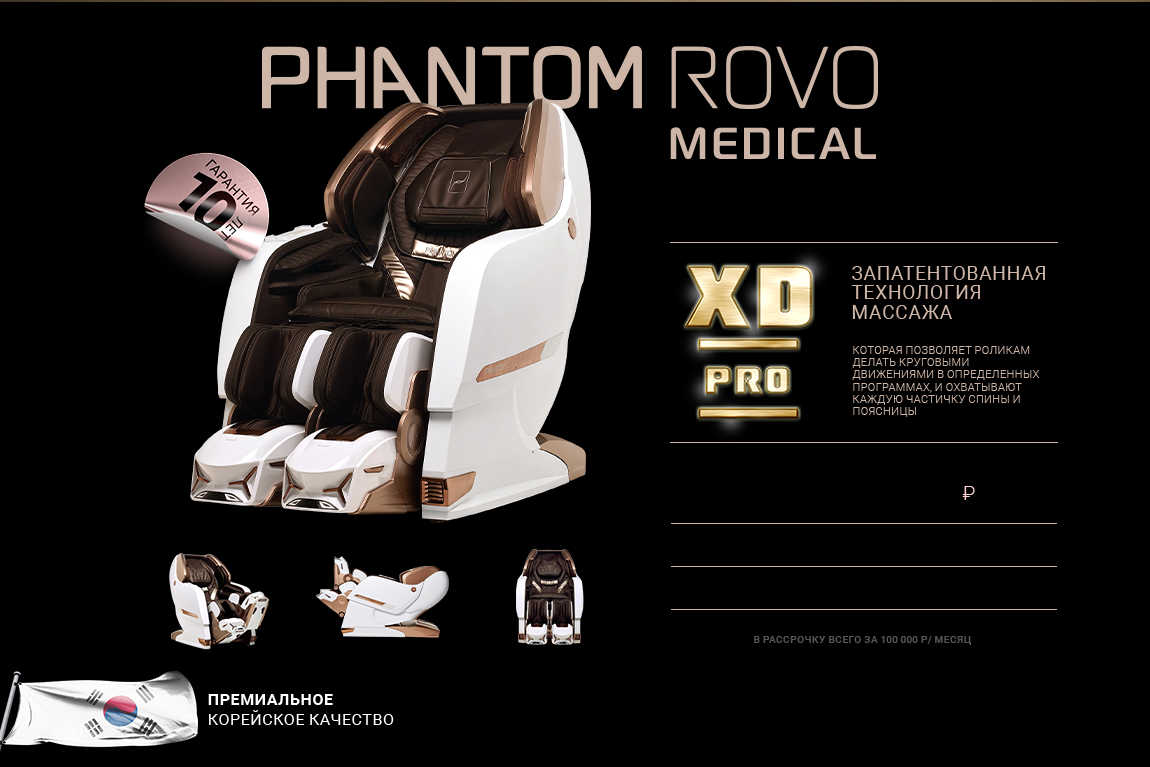 PHANTOM ROVO
MEDICAL
ГАРАНТИЯ
10
ЛЕТ
XD
PRO
ЗАПАТЕНТОВАННАЯ
ТЕХНОЛОГИЯ
МАССАЖА
КОТОРАЯ ПОЗВОЛЯЕТ РОЛИКАМ
ДЕЛАТЬ КРУГОВЫМИ
ДВИЖЕНИЯМИ В ОПРЕДЕЛЕННЫХ
ПРОГРАММАХ, И ОХВАТЫВАЮТ
КАЖДУЮ ЧАСТИЧКУ СПИНЫ И
ПОЯСНИЦЫ
₽
В РАССРОЧКУ ВСЕГО ЗА 100 000 Р/ МЕСЯЦ
ПРЕМИАЛЬНОЕ
КОРЕЙСКОЕ КАЧЕСТВО